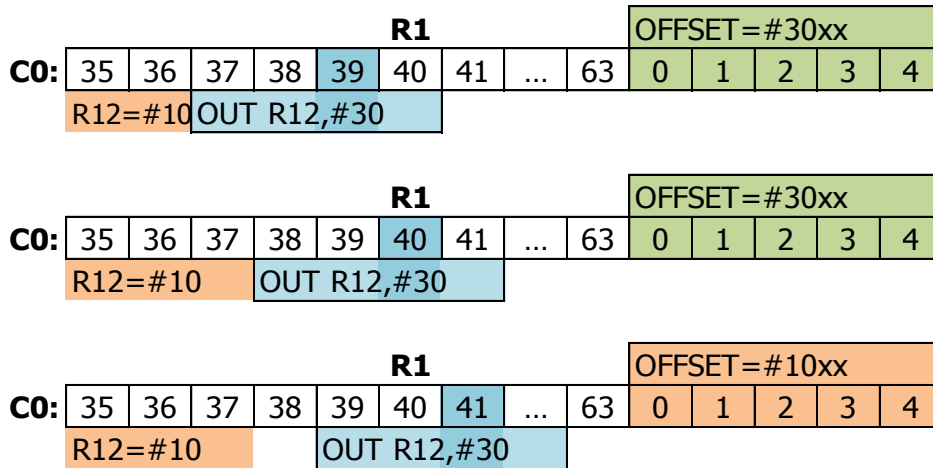 R1 OFFSET=#30xx
C0: 35 36 37 38 39 40 41 … 63 0 1 2 3 4
R12=#10 OUT R12,#30
R1 OFFSET=#30xx
C0: 35 36 37 38 39 40 41 … 63 0 1 2 3 4
R12=#10 OUT R12,#30
R1 OFFSET=#10xx
C0: 35 36 37 38 39 40 41 … 63 0 1 2 3 4
R12=#10 OUT R12,#30